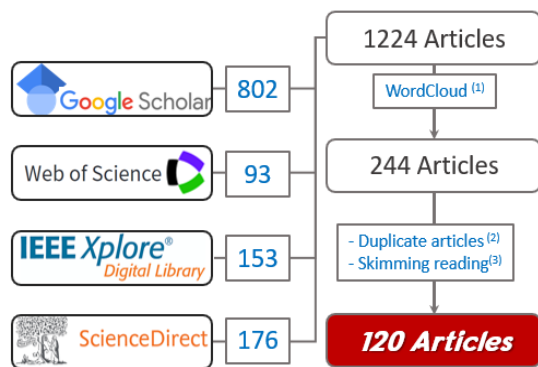 1224 Articles
WordCloud (1)
244 Articles
- Duplicate articles (2)
- Skimming reading(3)
120 Articles
Google Scholar
802
Web of Science
93
IEEE Xplore®
Digital Library
153
ScienceDirect
176